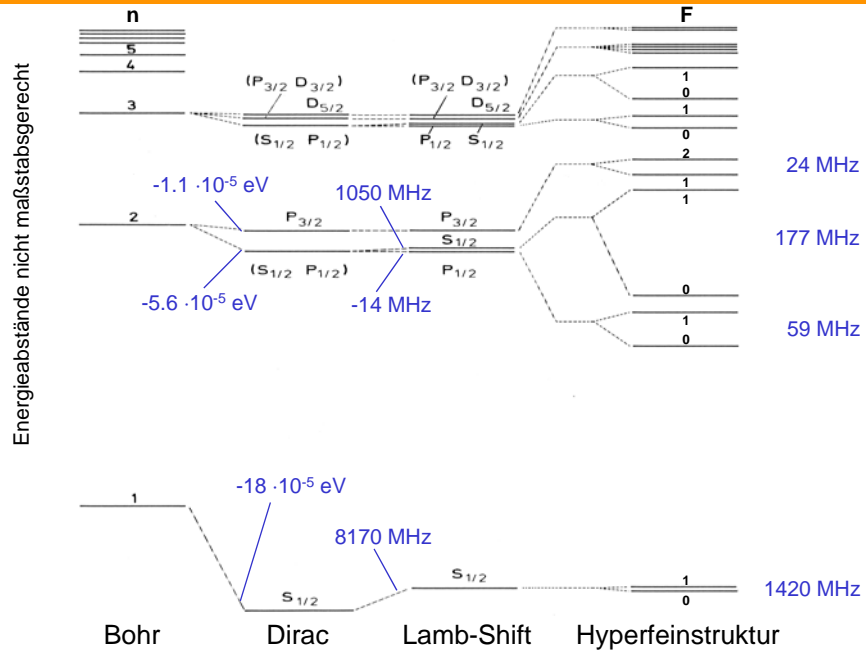 n
F
5
4
(P3/2 D3/2)
(P3/2 D3/2)
D5/2
D5/2
3
(S1/2 P1/2)
P1/2 S1/2
1
0
1
0
2
24 MHz
-1.1 ·10-5 eV
1050 MHz
1
1
2
P3/2
P3/2
177 MHz
S1/2
(S1/2 P1/2)
P1/2
-5.6 ·10-5 eV
-14 MHz
0
1
59 MHz
0
Energieabstände nicht maßstabsgerecht
-18 ·10-5 eV
1
8170 MHz
S1/2
S1/2
1
0
1420 MHz
Bohr Dirac Lamb-Shift Hyperfeinstruktur